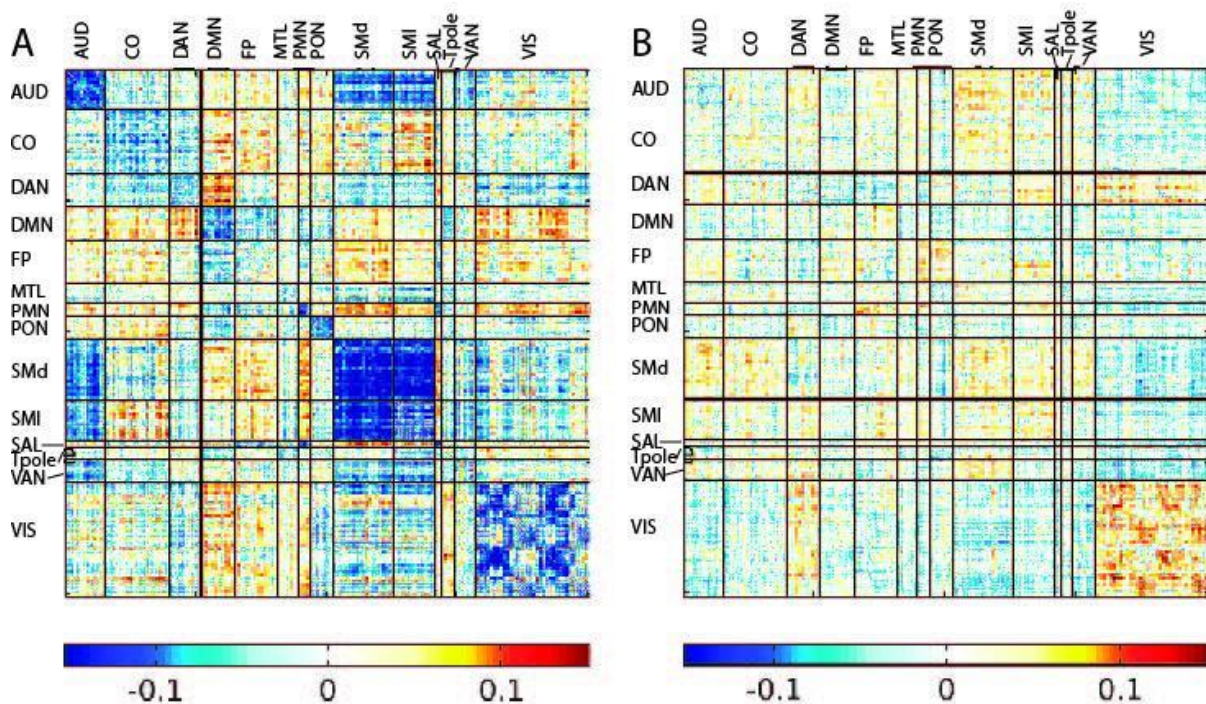 A
AUD CO DAN DMN FP MTL PMN PON SMd SMl SAL Tpole VAN VIS
AUD
CO
DAN
DMN
FP
MTL
PMN
PON
SMd
SMl
SAL
Tpole
VAN
VIS
-0.1 0 0.1
B
AUD CO DAN DMN FP MTL PMN PON SMd SMl SAL Tpole VAN VIS
AUD
CO
DAN
DMN
FP
MTL
PMN
PON
SMd
SMl
SAL
Tpole
VAN
VIS
-0.1 0 0.1